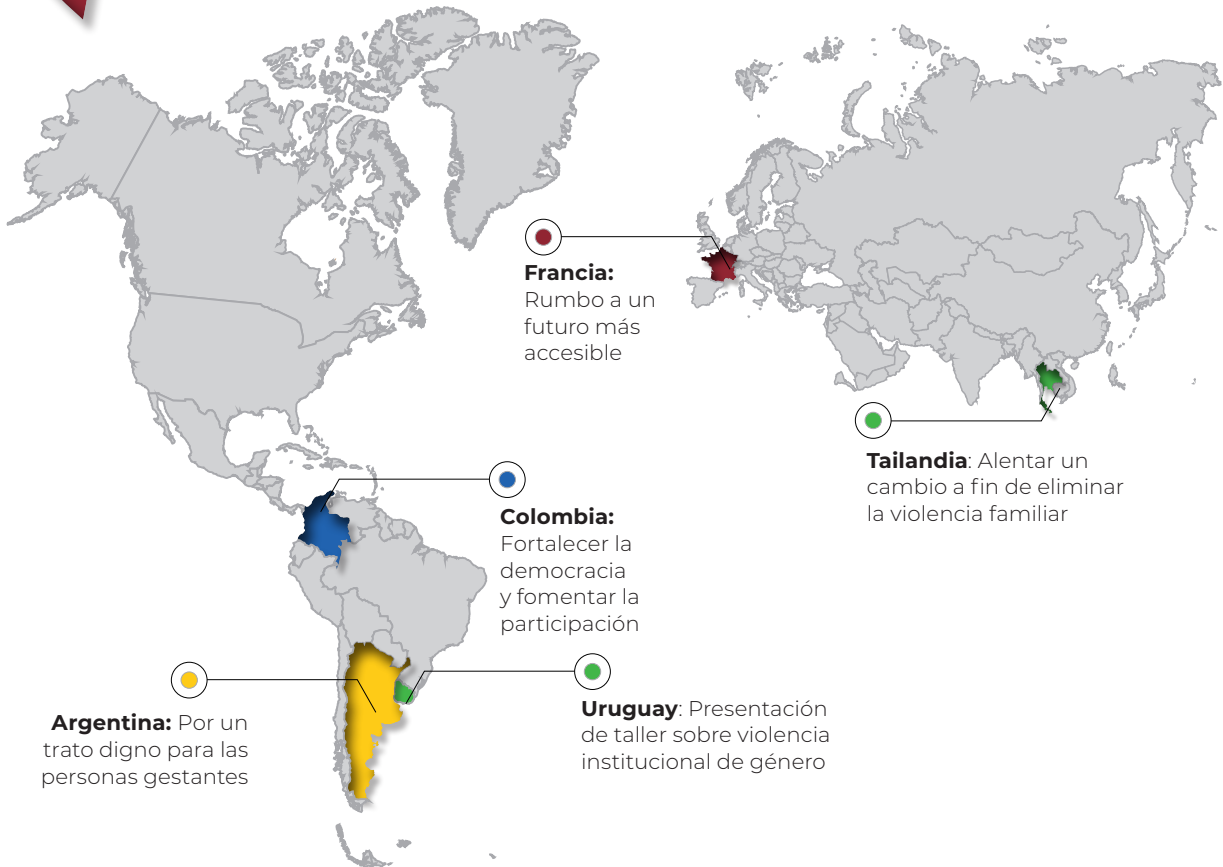 Francia:
Rumbo a un
futuro más
accesible
Tailandia: Alentar un
cambio a fin de eliminar
la violencia familiar
Colombia:
Fortalecer la
democracia
y fomentar la
participación
Argentina: Por un
trato digno para las
personas gestantes
Uruguay: Presentación
de taller sobre violencia
institucional de género